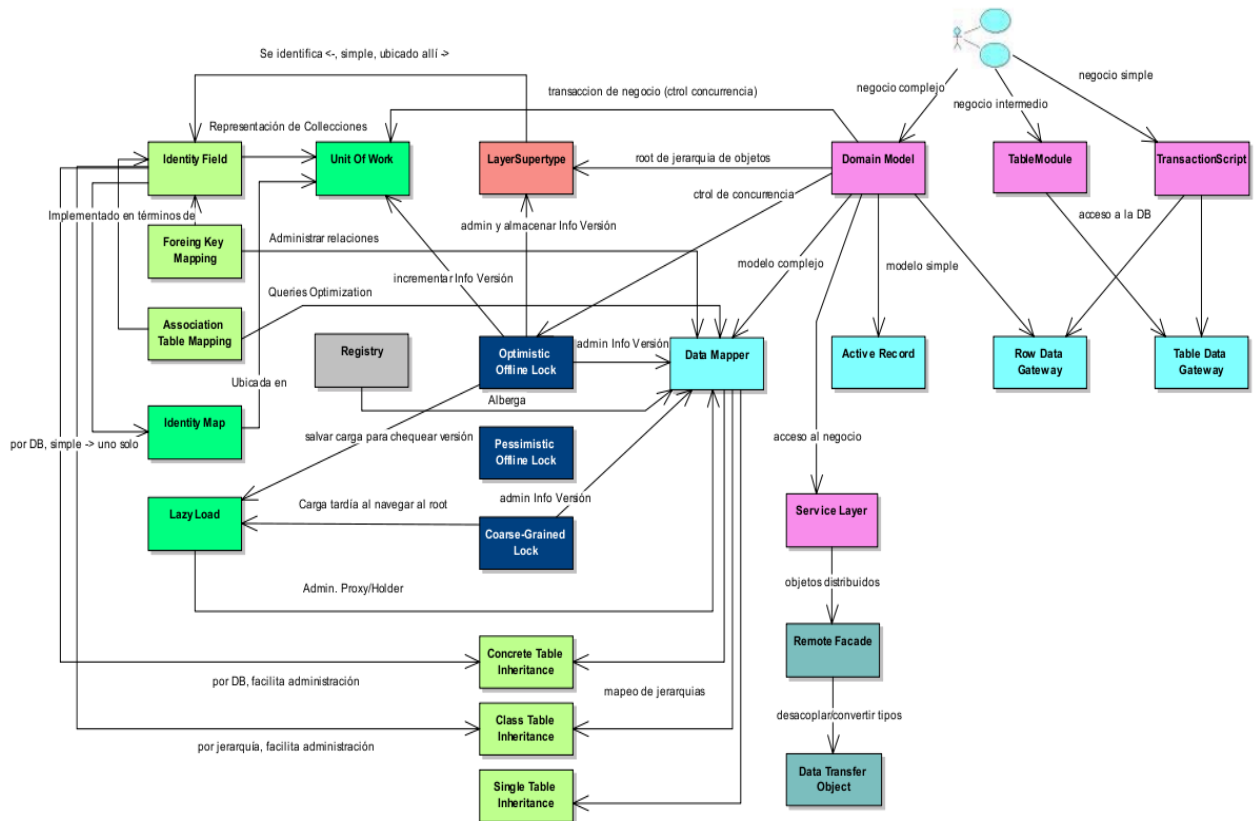 Se identifica <-, simple, ubicado allí ->
negocio simple
transaccion de negocio (ctrol concurrencia)
negocio complejo
negocio intermedio
Representación de Collecciones
Identity Field
Unit Of Work
LayerSupertype
root de jerarquia de objetos
Domain Model
TableModule
TransactionScript
ctrol de concurrencia
Implementado en términos de
admin y almacenar Info Versión
acceso a la DB
Foreing Key
Mapping
Administrar relaciones
modelo complejo
modelo simple
incrementar Info Versión
Queries Optimization
Association
Table Mapping
Registry
Optimistic
Offline Lock
admin Info Versión
Data Mapper
Active Record
Row Data
Gateway
Table Data
Gateway
Ubicada en
Alberga
Identity Map
por DB, simple -> uno solo
salvar carga para chequear versión
Pessimistic
Offline Lock
acceso al negocio
admin Info Versión
Lazy Load
Carga tardía al navegar al root
Coarse-Grained
Lock
Service Layer
objetos distribuidos
Admin. Proxy/Holder
Remote Facade
Concrete Table
Inheritance
por DB, facilita administración
mapeo de jerarquias
Class Table
Inheritance
desacoplar/convertir tipos
por jerarquía, facilita administración
Single Table
Inheritance
Data Transfer
Object